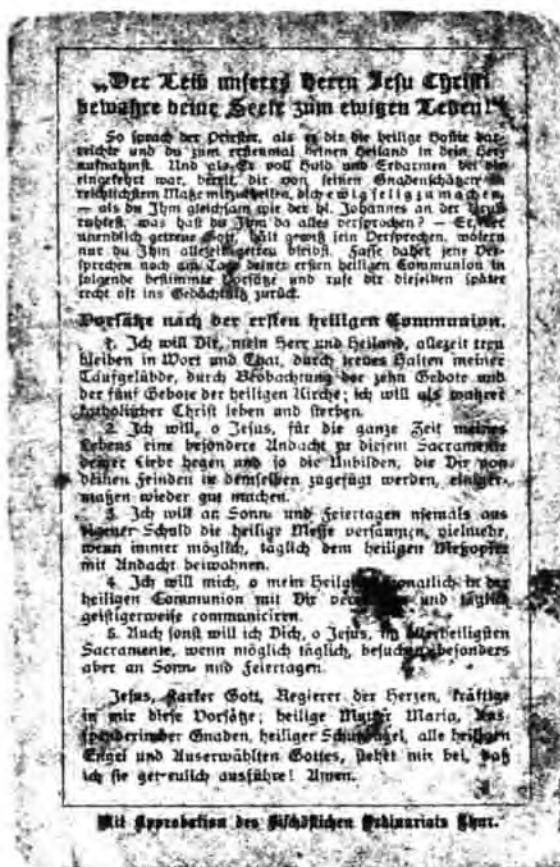 „Der Leib unseres Herrn Jesu Christi
bewahre deine Seele zum ewigen Leben!“
So sprach der Priester, als er dir die heilige Hostie dar-
reichte und du zum erstenmal deinen Heiland in dein Herz
aufnahmst. Und als Er voll Huld und Erbarmen bei dir
eingekehrt war, bereit, dir von seinen Gnadenschätzen in
reichlichstem Maße mitzutheilen, dich ewig selig zu machen,
— als du Ihm gleichsam wie der hl. Johannes an der Brust
ruhtest, was hast du Ihm da alles versprochen? — Er, der
unendlich getreue Gott, hält gewiß sein Versprechen, wofern
nur du Ihm allezeit getreu bleibst. Fasse daher jene Ver-
sprechen noch am Tage deiner ersten heiligen Communion in
folgende bestimmte Vorsätze und rufe dir dieselben später
recht oft ins Gedächtniß zurück.
Vorsätze nach der ersten heiligen Communion.
1. Ich will Dir, mein Herr und Heiland, allezeit treu
bleiben in Wort und That, durch treues Halten meiner
Taufgelübde, durch Beobachtung der zehn Gebote und
der fünf Gebote der heiligen Kirche; ich will als wahrer
katholischer Christ leben und sterben.
2. Ich will, o Jesus, für die ganze Zeit meines
Lebens eine besondere Andacht zu diesem Sacramente
deiner Liebe hegen und so die Unbilden, die Dir von
deinen Feinden in demselben zugefügt werden, einiger-
maßen wieder gut machen.
3. Ich will an Sonn- und Feiertagen niemals aus
eigener Schuld die heilige Messe versäumen, vielmehr,
wenn immer möglich, täglich dem heiligen Meßopfer
mit Andacht beiwohnen.
4. Ich will mich, o mein Heiland, monatlich in der
heiligen Communion mit Dir und täglich
geistigerweise communiciren.
5. Auch sonst will ich Dich, o Jesus, im allerheiligsten
Sacramente, wenn möglich täglich, besuchen, besonders
aber an Sonn- und Feiertagen.
Jesus, starker Gott, Regierer der Herzen, kräftige
in mir diese Vorsätze; heilige Mutter Maria, Aus-
spenderin der Gnaden, heiliger Schutzengel, alle heiligen
Engel und Auserwählten Gottes, stehet mir bei, daß
ich sie getreulich ausführe! Amen.
Mit Approbation des Bischöflichen Ordinariats Chur.